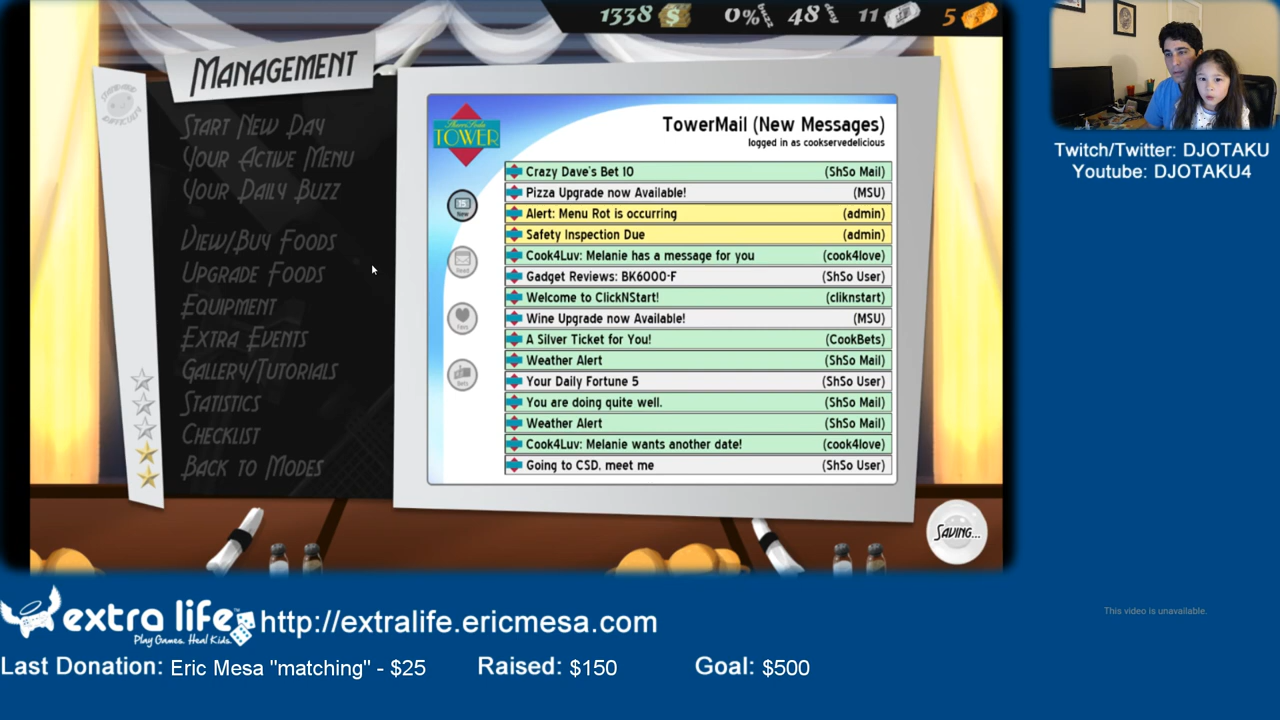 1338 $ 0% buzz 48 day 11 5
MANAGEMENT
START NEW DAY
YOUR ACTIVE MENU
YOUR DAILY BUZZ
VIEW/BUY FOODS
UPGRADE FOODS
EQUIPMENT
EXTRA EVENTS
GALLERY/TUTORIALS
STATISTICS
CHECKLIST
BACK TO MODES
TOWER
TowerMail (New Messages)
logged in as cookservedelicious
New
Read
Bets
Crazy Dave's Bet 10 (ShSo Mail)
Pizza Upgrade now Available! (MSU)
Alert: Menu Rot is occurring (admin)
Safety Inspection Due (admin)
Cook4Luv: Melanie has a message for you (cook4love)
Gadget Reviews: BK6000-F (ShSo User)
Welcome to ClickNStart! (cliknstart)
Wine Upgrade now Available! (MSU)
A Silver Ticket for You! (CookBets)
Weather Alert (ShSo Mail)
Your Daily Fortune 5 (ShSo User)
You are doing quite well. (ShSo Mail)
Weather Alert (ShSo Mail)
Cook4Luv: Melanie wants another date! (cook4love)
Going to CSD. meet me (ShSo User)
SAVING...
Twitch/Twitter: DJOTAKU
Youtube: DJOTAKU4
This video is unavailable.
extra life
Play Games. Heal Kids.
http://extralife.ericmesa.com
Last Donation: Eric Mesa "matching" - $25 Raised: $150 Goal: $500